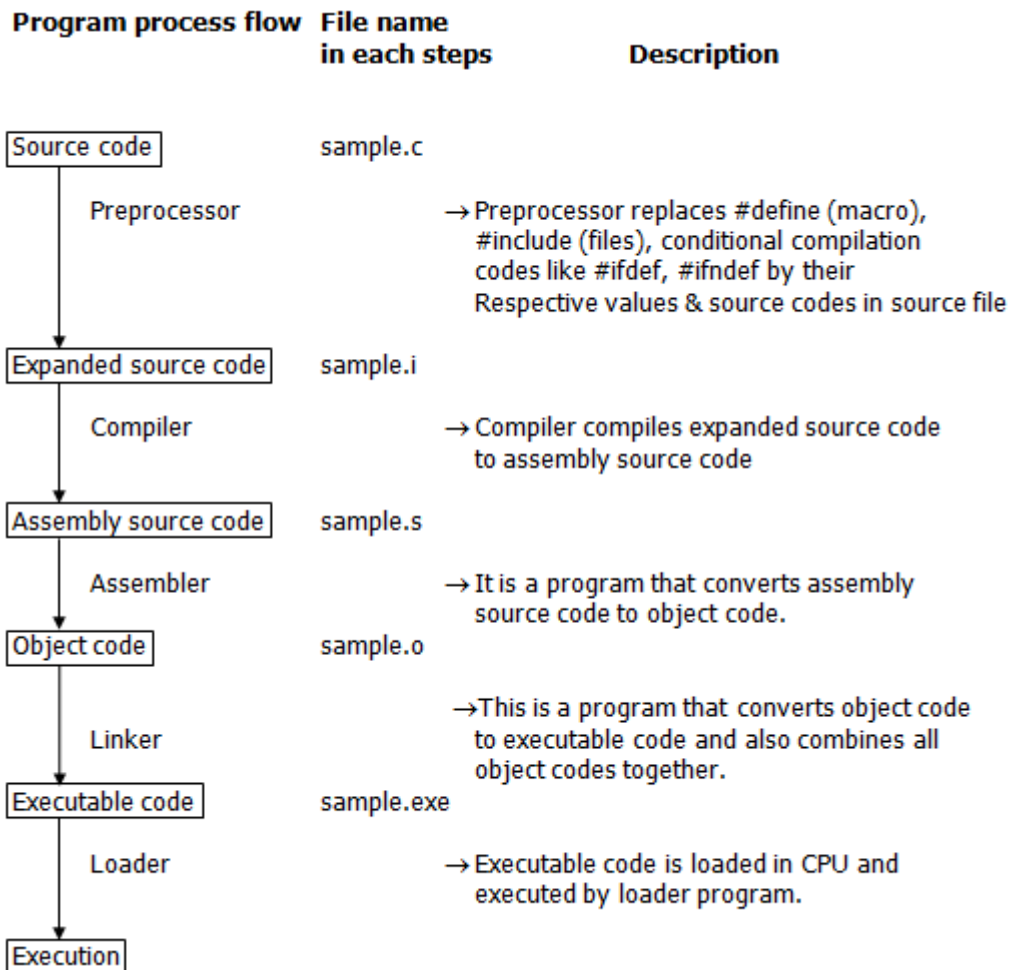 Program process flow File name
in each steps Description
Source code sample.c
Preprocessor → Preprocessor replaces #define (macro),
#include (files), conditional compilation
codes like #ifdef, #ifndef by their
Respective values & source codes in source file
Expanded source code sample.i
Compiler → Compiler compiles expanded source code
to assembly source code
Assembly source code sample.s
Assembler → It is a program that converts assembly
source code to object code.
Object code sample.o
→This is a program that converts object code
Linker to executable code and also combines all
object codes together.
Executable code sample.exe
Loader → Executable code is loaded in CPU and
executed by loader program.
Execution